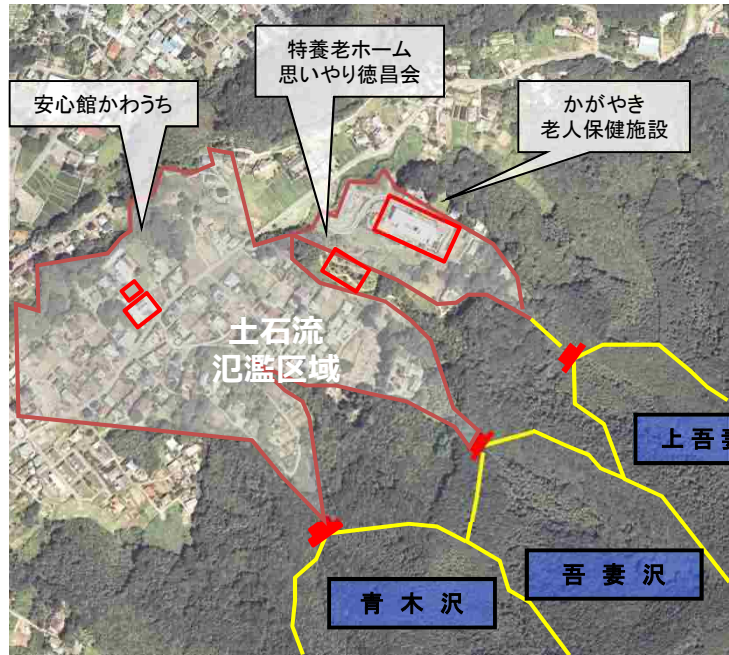 特養老ホーム
思いやり徳昌会
安心館かわうち
かがやき
老人保健施設
土石流
氾濫区域
上吾
吾妻沢
青木沢